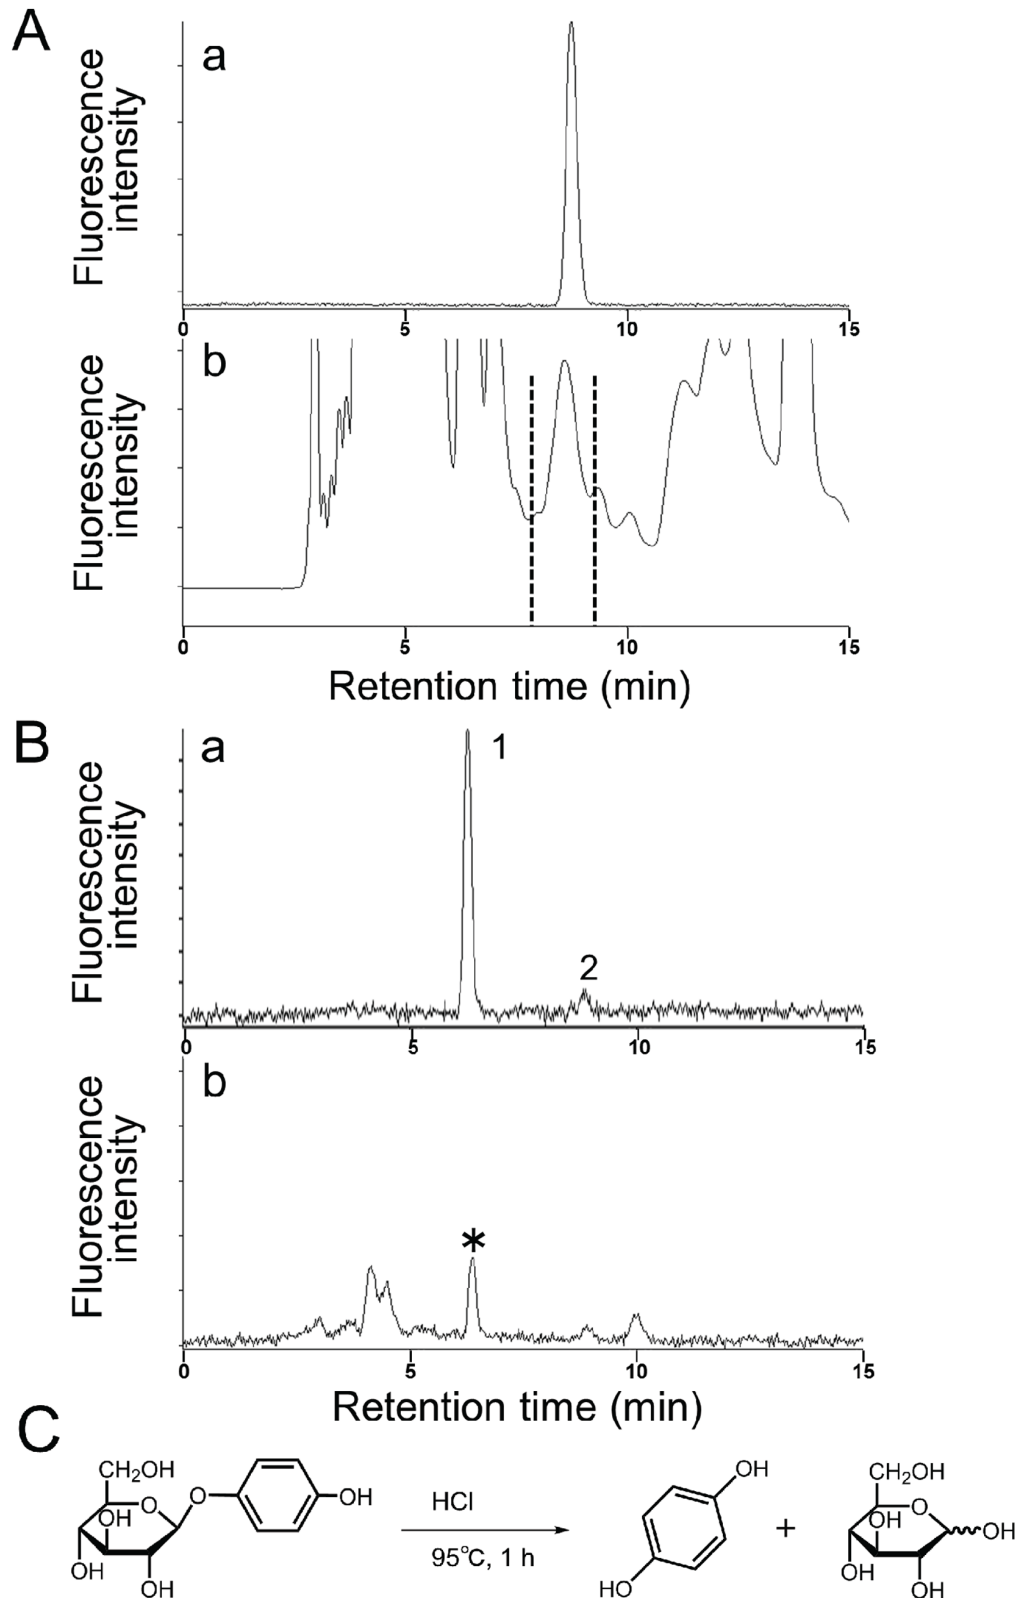 A
a
Fluorescence
intensity
0 5 10 15
b
Fluorescence
intensity
0 5 10 15
Retention time (min)
B
a
1
2
Fluorescence
intensity
0 5 10 15
b
*
Fluorescence
intensity
0 5 10 15
Retention time (min)
C
CH2OH
O
O
OH
OH
OH
OH
HCl
95℃, 1 h
OH
HO
+
CH2OH
O
OH
OH
OH
OH